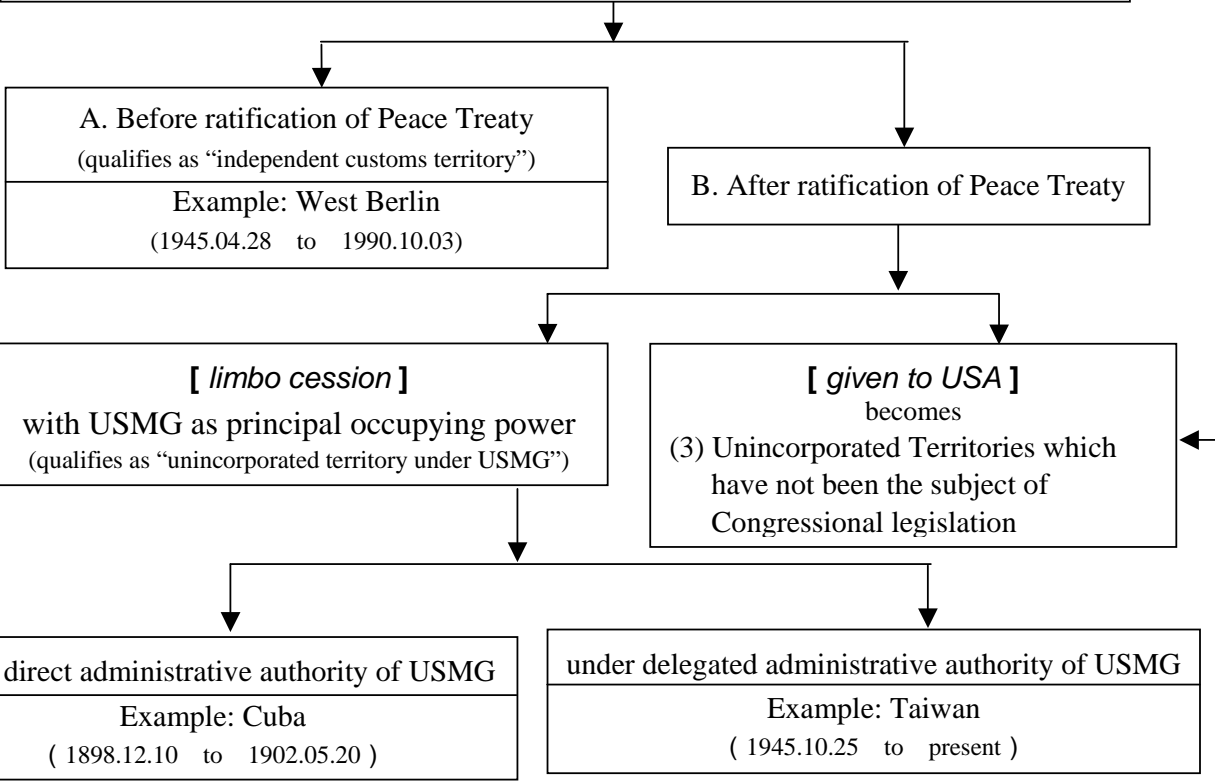 A. Before ratification of Peace Treaty
(qualifies as “independent customs territory”)
Example: West Berlin
(1945.04.28 to 1990.10.03)
B. After ratification of Peace Treaty
[ limbo cession ]
with USMG as principal occupying power
(qualifies as “unincorporated territory under USMG”)
[ given to USA ]
becomes
(3) Unincorporated Territories which
have not been the subject of
Congressional legislation
direct administrative authority of USMG
Example: Cuba
( 1898.12.10 to 1902.05.20 )
under delegated administrative authority of USMG
Example: Taiwan
( 1945.10.25 to present )